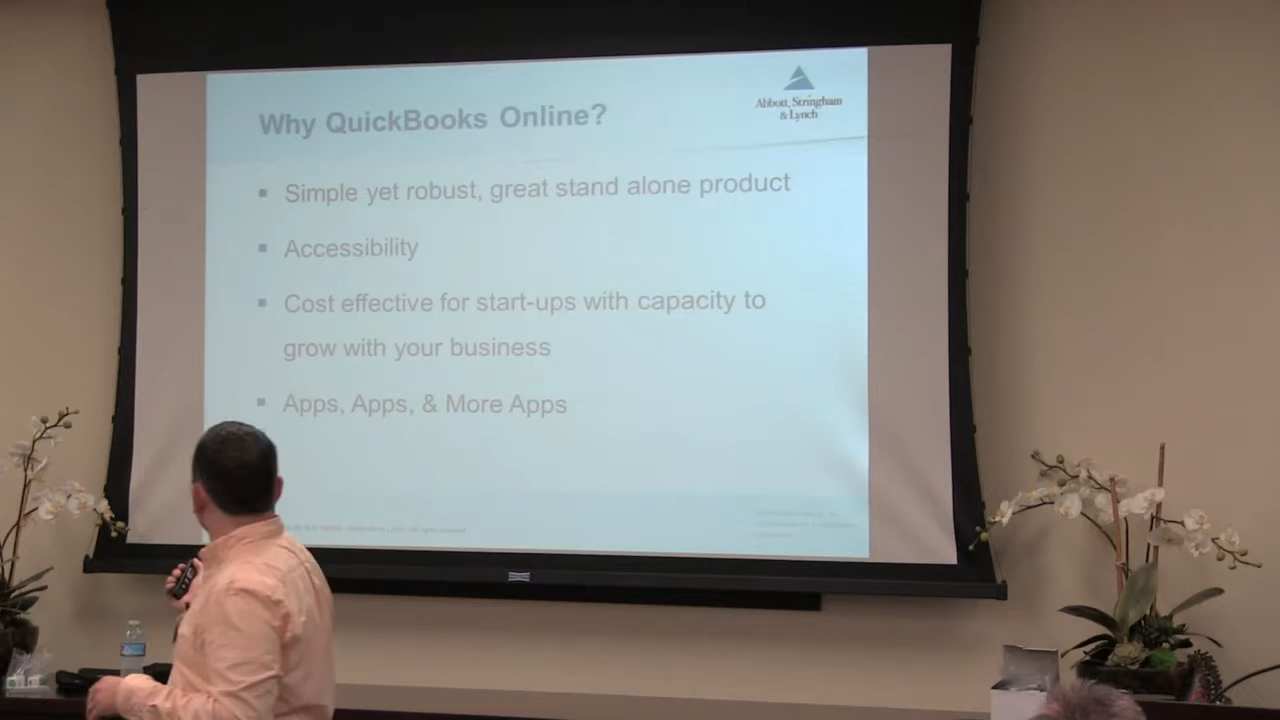 Abbott, Stringham
& Lynch
Why QuickBooks Online?
▪ Simple yet robust, great stand alone product
▪ Accessibility
▪ Cost effective for start-ups with capacity to
grow with your business
▪ Apps, Apps, & More Apps